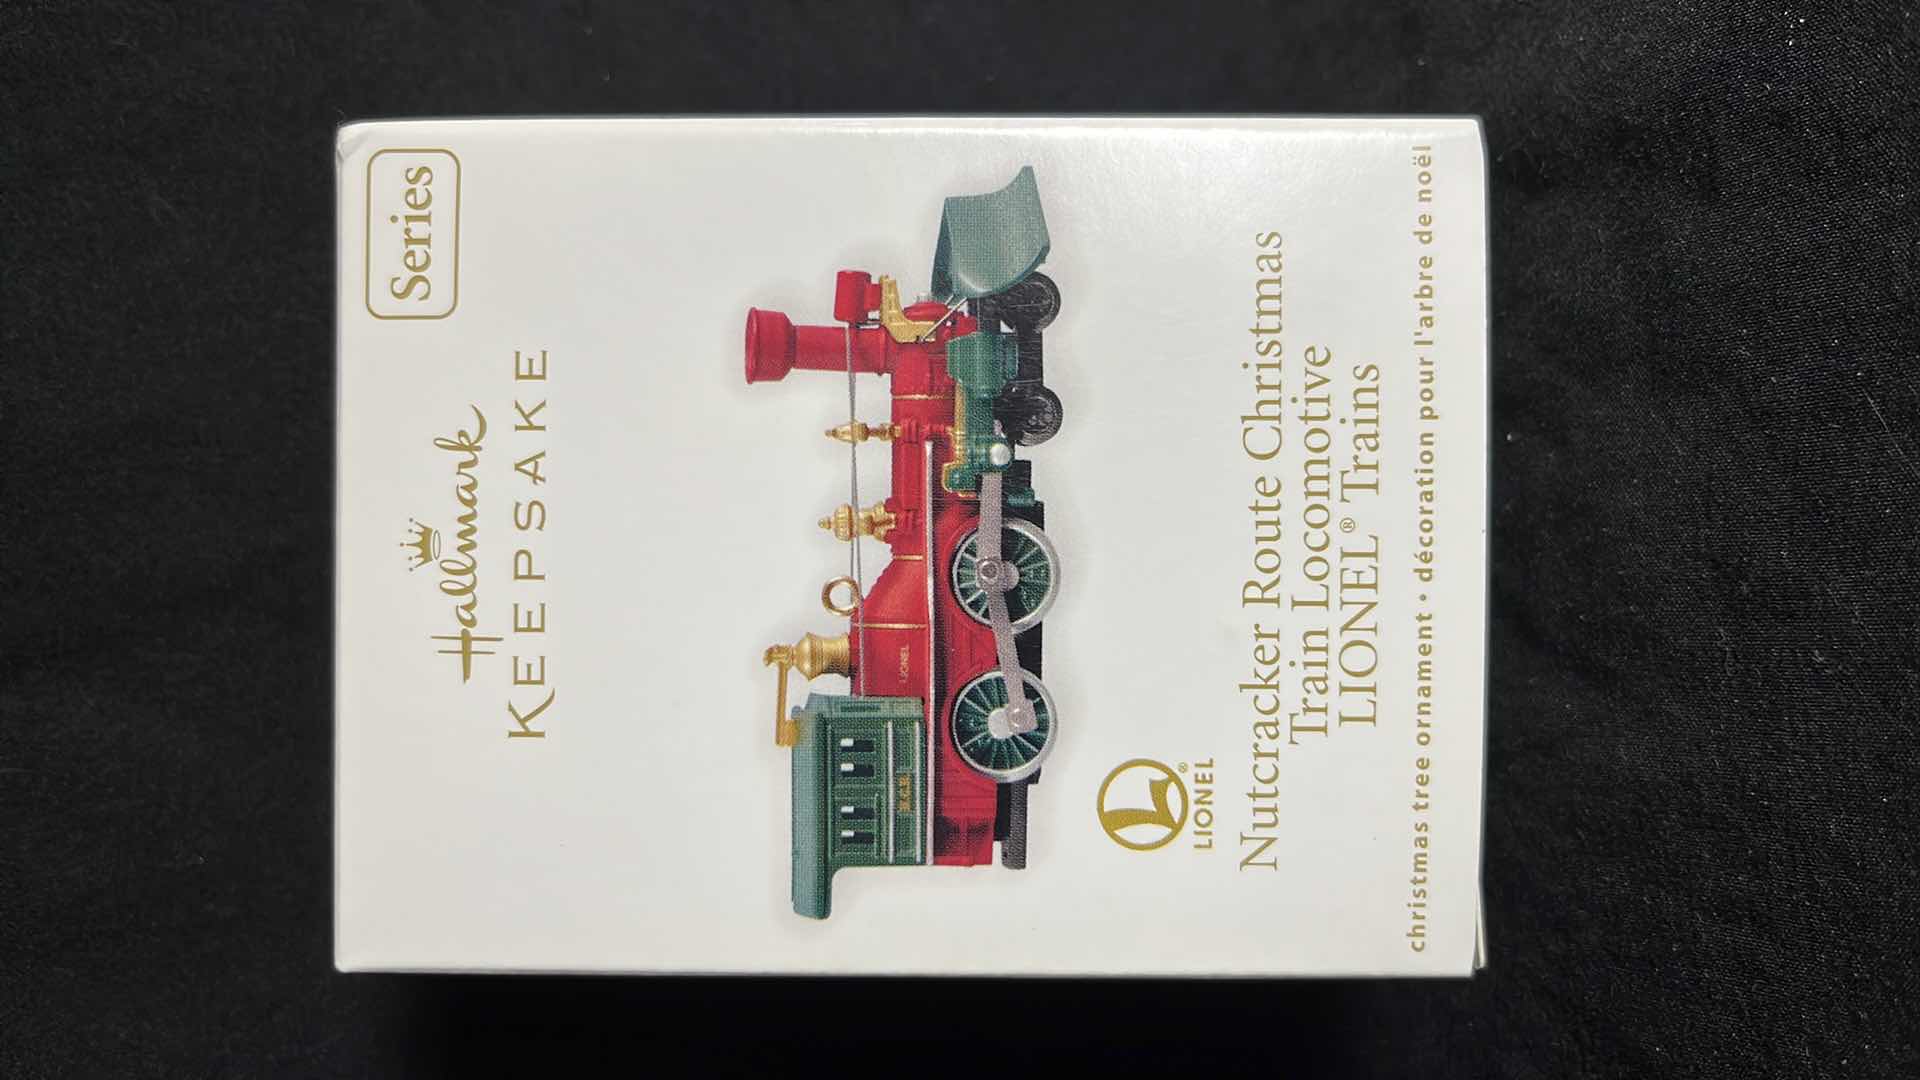 Series
Hallmark
KEEPSAKE
LIONEL
N.C.R.
LIONEL®
Nutcracker Route Christmas
Train Locomotive
LIONEL® Trains
christmas tree ornament • décoration pour l'arbre de noël